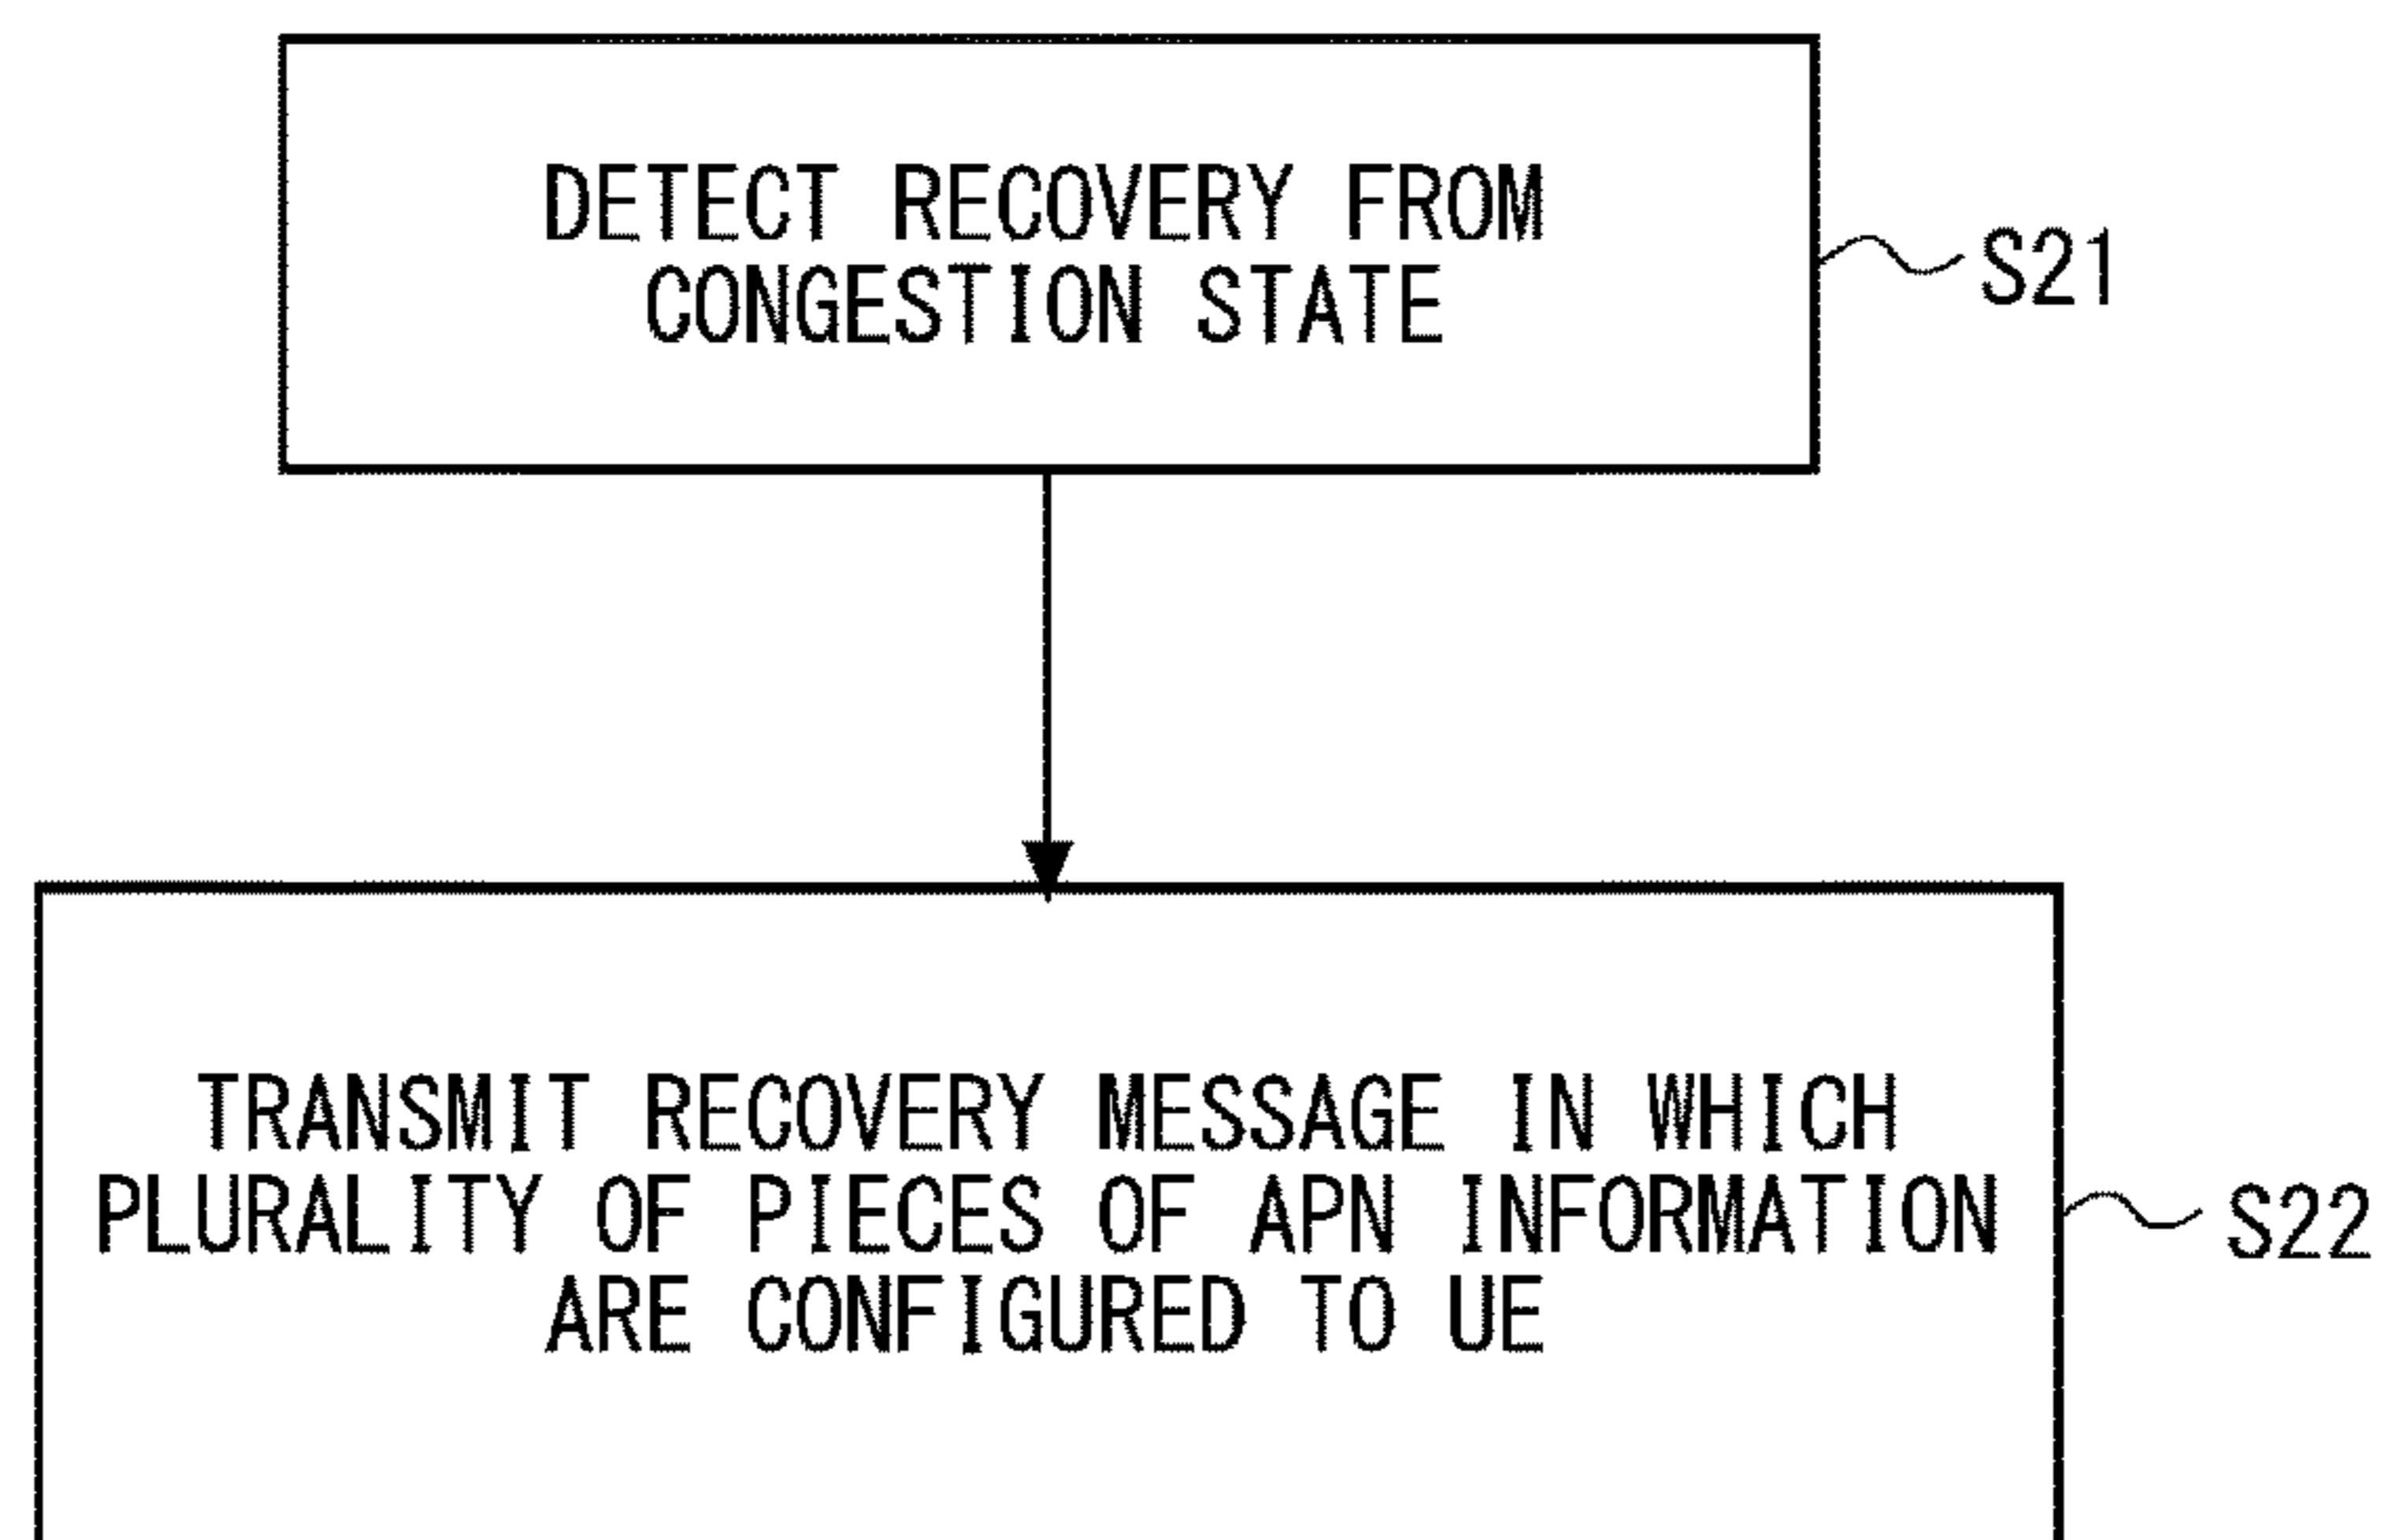 DETECT RECOVERY FROM
CONGESTION STATE
S21
TRANSMIT RECOVERY MESSAGE IN WHICH
PLURALITY OF PIECES OF APN INFORMATION
ARE CONFIGURED TO UE
S22